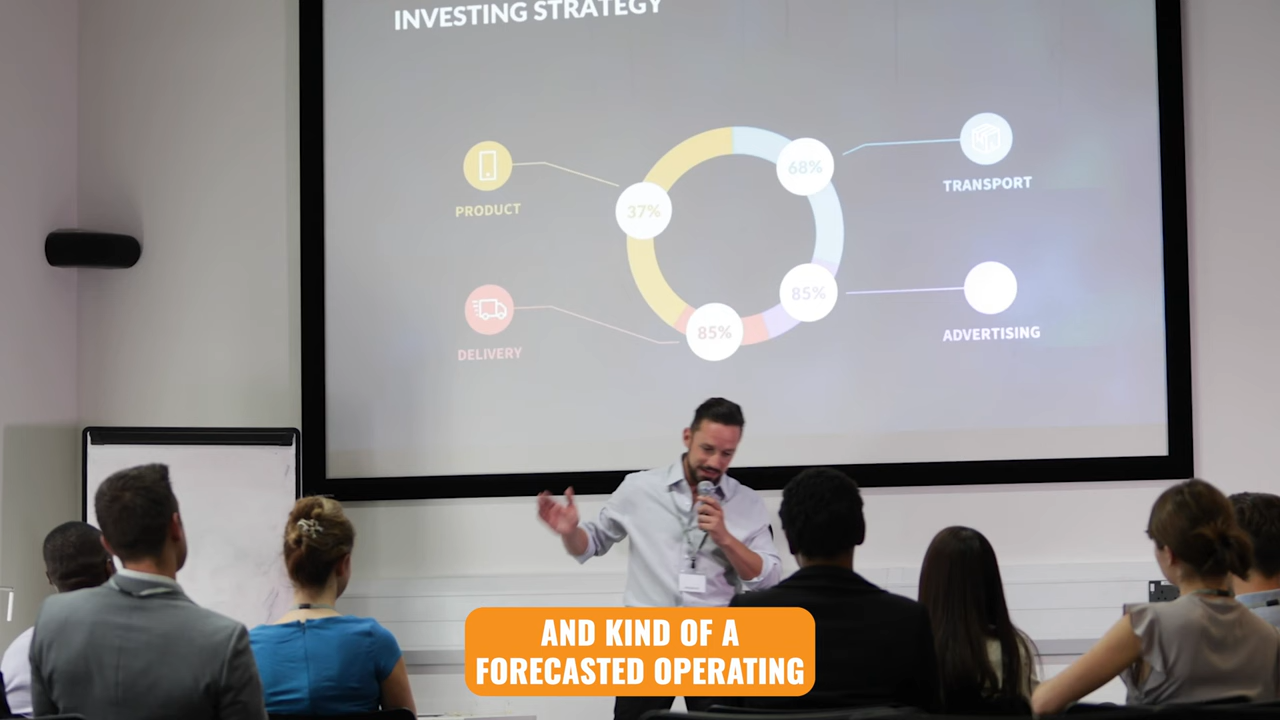 INVESTING STRATEGY
PRODUCT
37%
68%
TRANSPORT
DELIVERY
85%
85%
ADVERTISING
AND KIND OF A
FORECASTED OPERATING